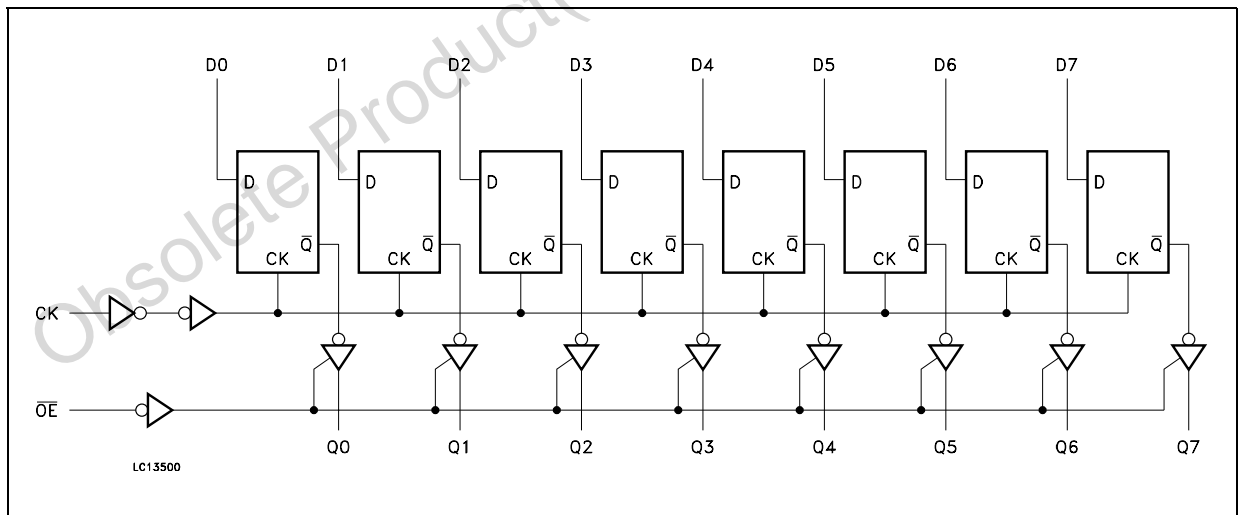 Obsolete Product(
D0 D1 D2 D3 D4 D5 D6 D7
D D D D D D D D
Q̅ Q̅ Q̅ Q̅ Q̅ Q̅ Q̅ Q̅
CK CK CK CK CK CK CK CK
CK
O̅E̅
Q0 Q1 Q2 Q3 Q4 Q5 Q6 Q7
LC13500